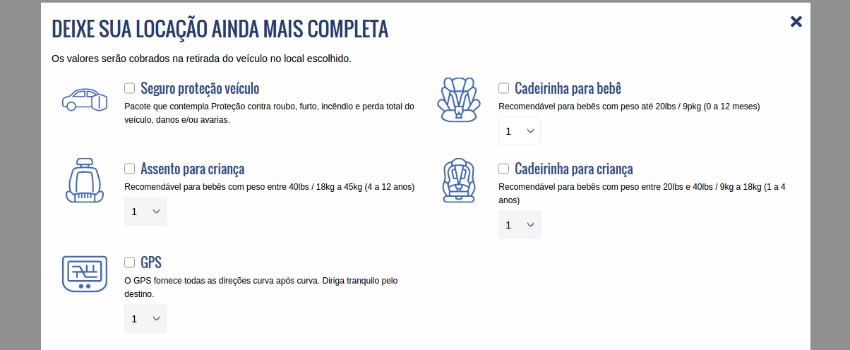 DEIXE SUA LOCAÇÃO AINDA MAIS COMPLETA
Os valores serão cobrados na retirada do veículo no local escolhido.
Seguro proteção veículo
Pacote que contempla Proteção contra roubo, furto, incêndio e perda total do
veículo, danos e/ou avarias.
Cadeirinha para bebê
Recomendável para bebês com peso até 20lbs / 9pkg (0 a 12 meses)
1
Assento para criança
Recomendável para bebês com peso entre 40lbs / 18kg a 45kg (4 a 12 anos)
1
Cadeirinha para criança
Recomendável para bebês com peso entre 20lbs e 40lbs / 9kg a 18kg (1 a 4
anos)
1
GPS
O GPS fornece todas as direções curva após curva. Diriga tranquilo pelo
destino.
1